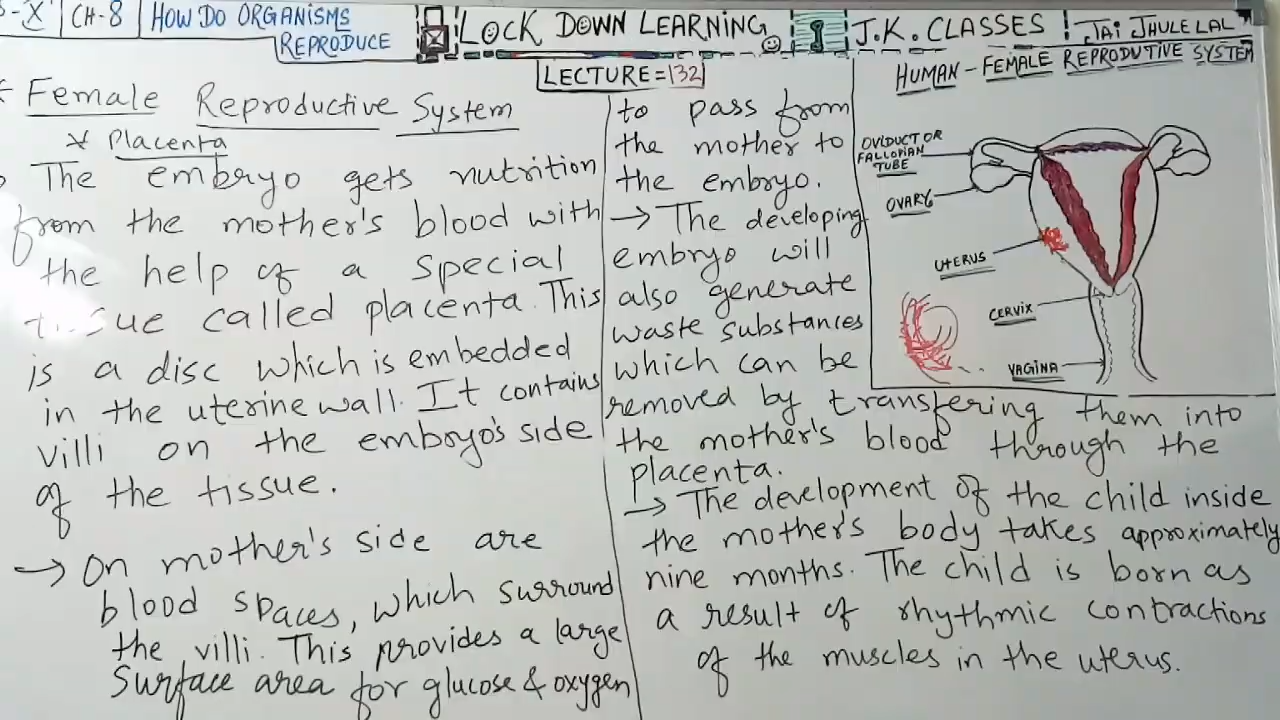 -X CH-8 HOW DO ORGANISMS
REPRODUCE
LOCK DOWN LEARNING
J.K. CLASSES ! JAI JHULELAL
LECTURE=132
Female Reproductive System
* Placenta
The embryo gets nutrition
from the mother's blood with
the help of a special
called placenta. This
is a disc which is embedded
in the uterine wall. It contains
villi on the embryo's side
of the tissue.
→ On mother's side are
blood spaces, which surround
the villi. This provides a large
surface area for glucose & oxygen
to pass from
the mother to
the embryo.
→ The developing
embryo will
also generate
waste substances
which can be
removed by transfering them into
the mother's blood through the
placenta.
→ The development of the child inside
the mother's body takes approximately
nine months. The child is born as
a result of rhythmic contractions
of the muscles in the uterus.
HUMAN - FEMALE REPRODUTIVE SYSTEM
OVIDUCT OR
FALLOPIAN
TUBE
OVARY
UTERUS
CERVIX
VAGINA